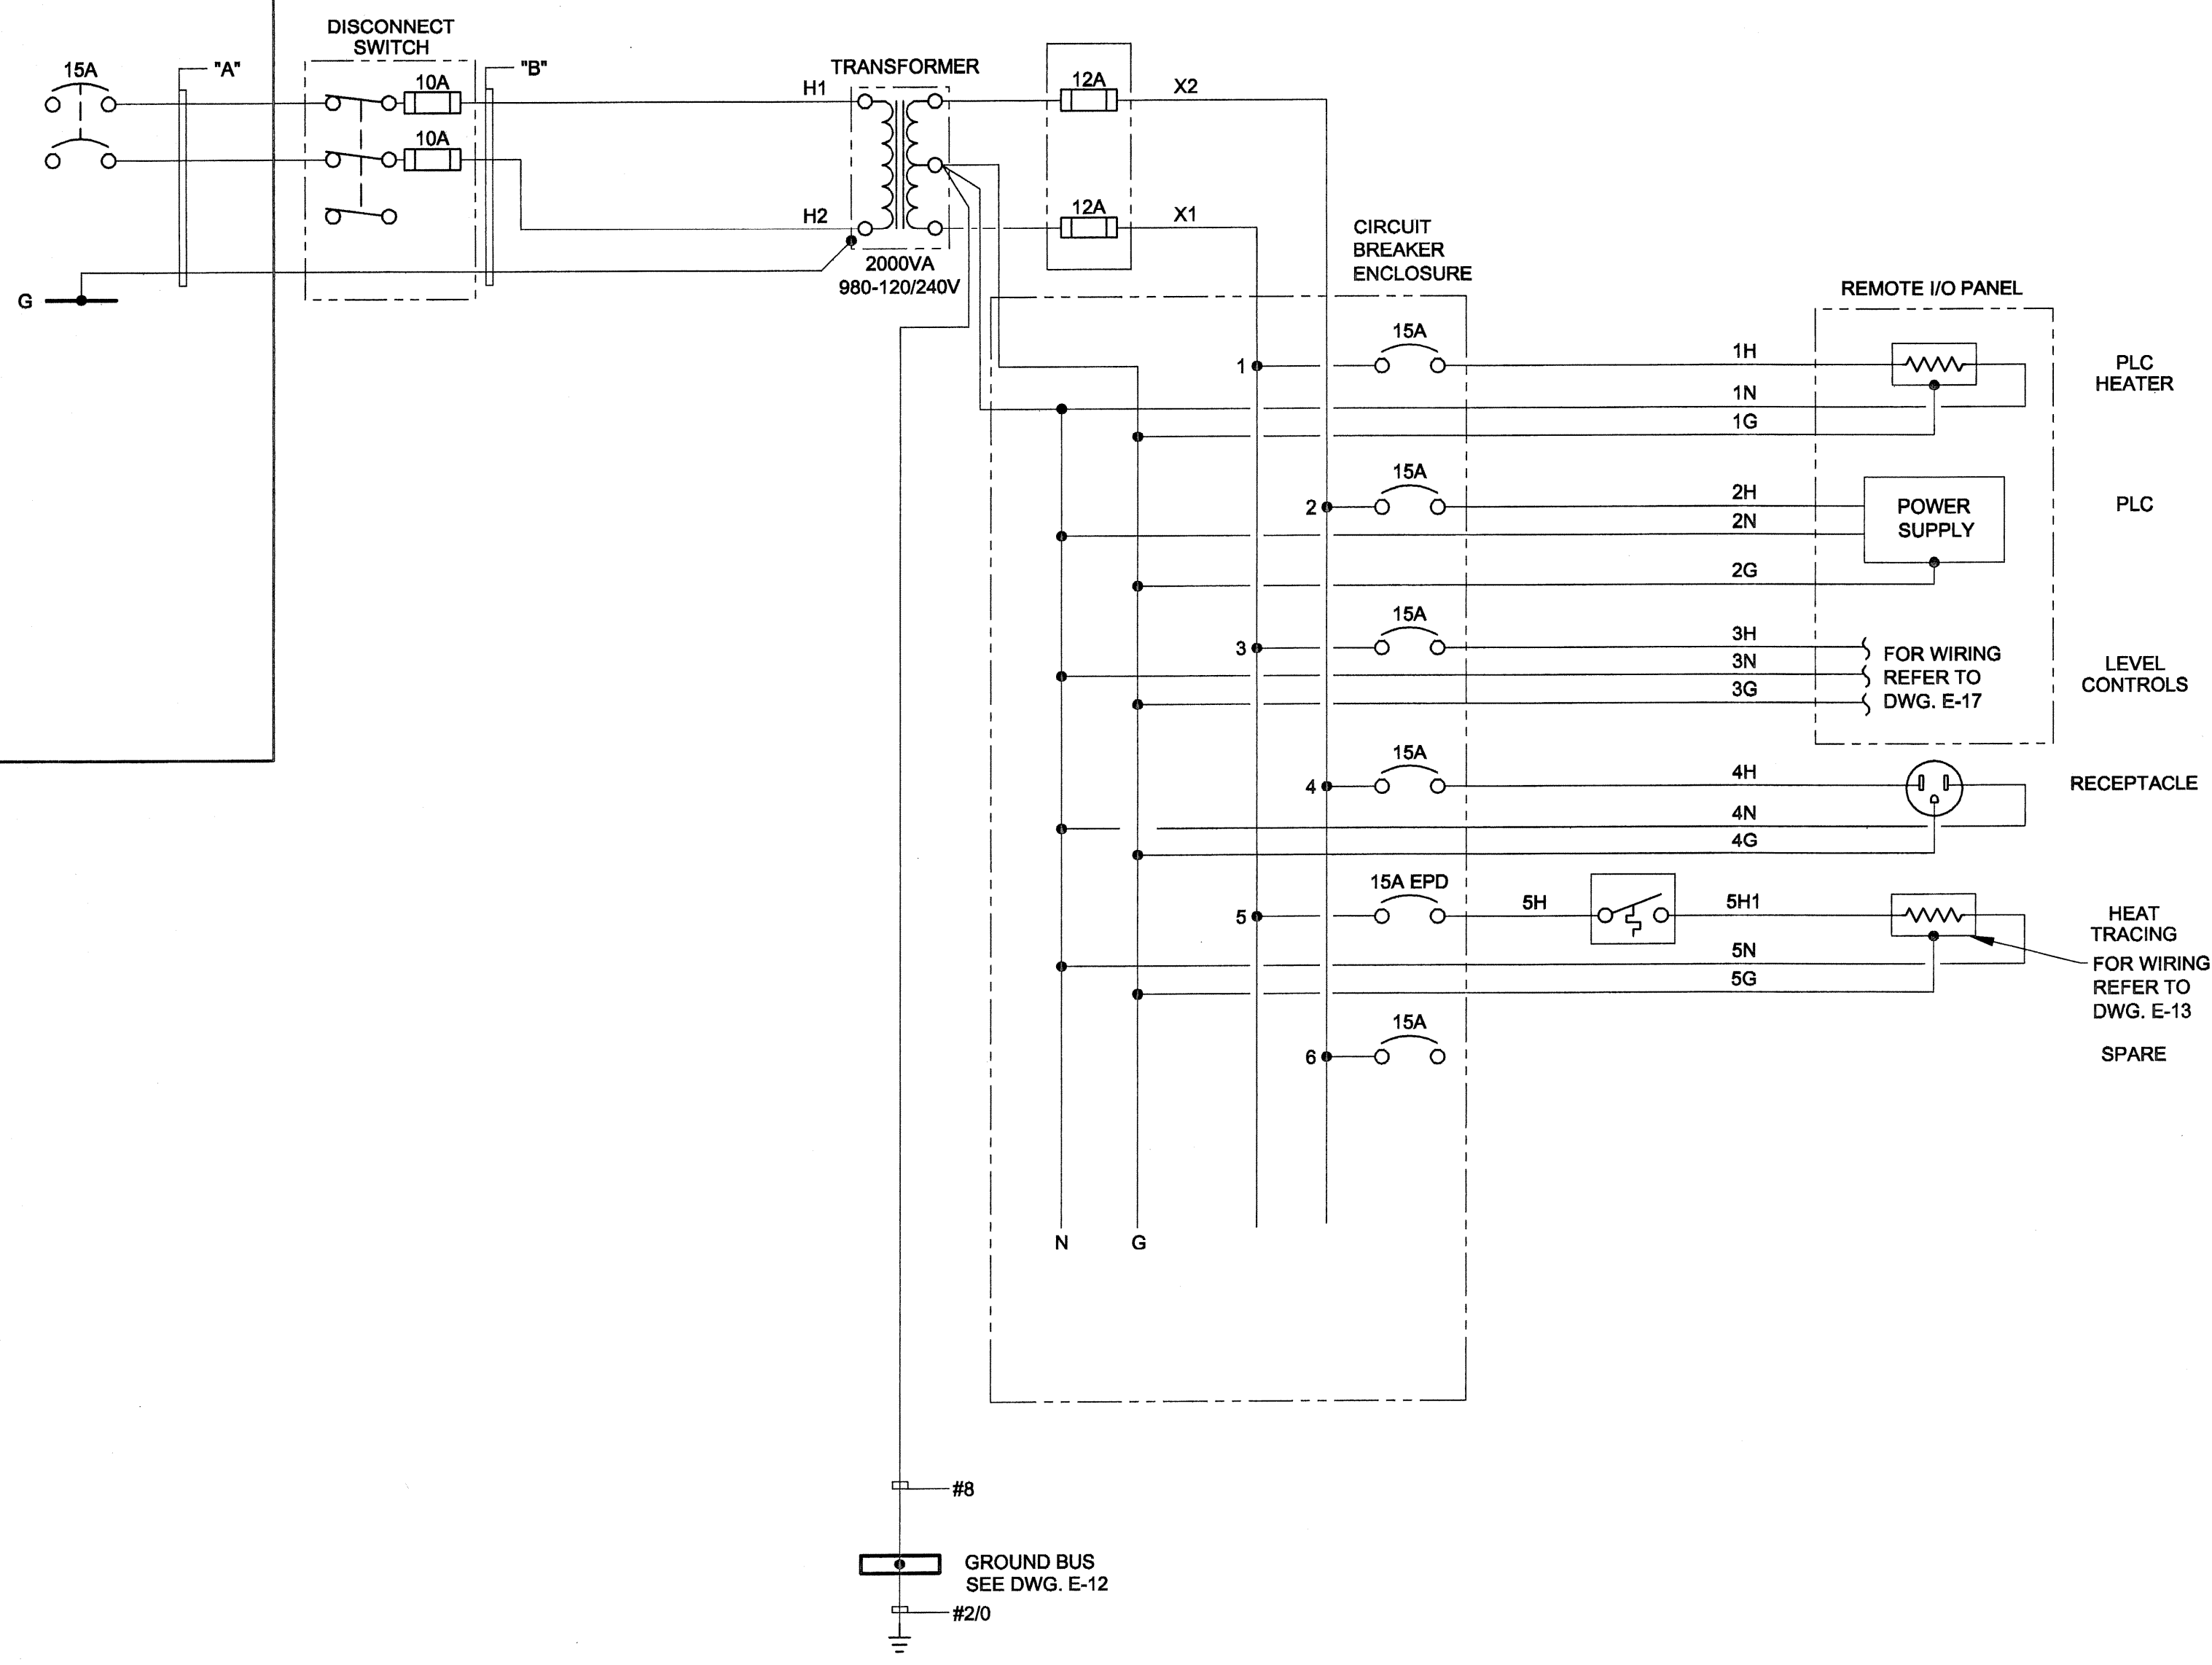 DISCONNECT
SWITCH
15A
"A"
10A
10A
"B"
H1
H2
G
TRANSFORMER
2000VA
980-120/240V
12A
X2
12A
X1
CIRCUIT
BREAKER
ENCLOSURE
REMOTE I/O PANEL
1
15A
1H
1N
1G
PLC
HEATER
2
15A
2H
2N
2G
POWER
SUPPLY
PLC
3
15A
3H
3N
3G
FOR WIRING
REFER TO
DWG. E-17
LEVEL
CONTROLS
4
15A
4H
4N
4G
RECEPTACLE
5
15A EPD
5H
5H1
5N
5G
HEAT
TRACING
FOR WIRING
REFER TO
DWG. E-13
6
15A
SPARE
N
G
#8
GROUND BUS
SEE DWG. E-12
#2/0